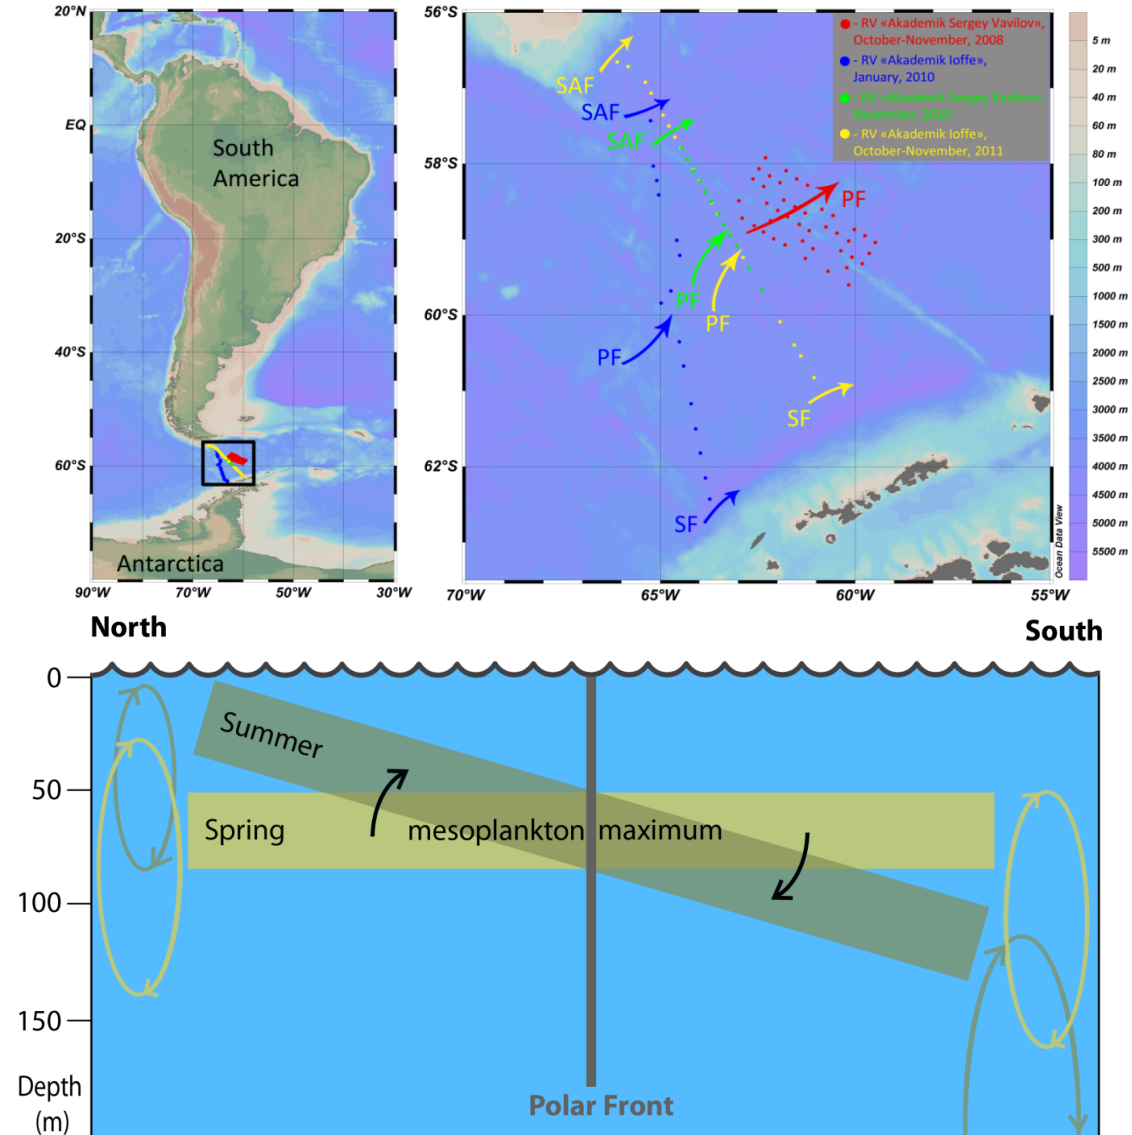 20°N
EQ
20°S
40°S
60°S
90°W
70°W
50°W
30°W
South
America
Antarctica
56°S
58°S
60°S
62°S
70°W
65°W
60°W
55°W
- RV «Akademik Sergey Vavilov»,
October-November, 2008
- RV «Akademik Ioffe»,
January, 2010
- RV «Akademik Sergey Vavilov»,
November, 2010
- RV «Akademik Ioffe»,
October-November, 2011
SAF
SAF
SAF
PF
PF
PF
PF
SF
SF
5 m
20 m
40 m
60 m
80 m
100 m
200 m
300 m
500 m
1000 m
1500 m
2000 m
2500 m
3000 m
3500 m
4000 m
4500 m
5000 m
5500 m
Ocean Data View
North
South
0
50
100
150
Depth
(m)
Summer
Spring mesoplankton maximum
Polar Front